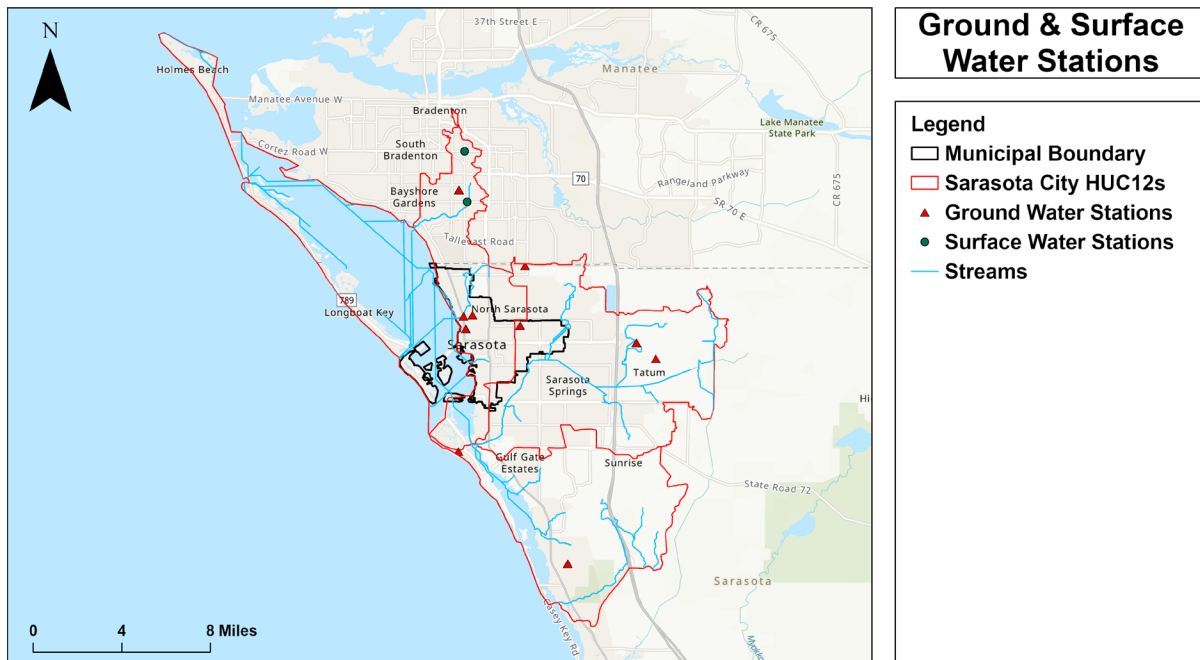 Ground & Surface
Water Stations
N
37th Street E
CR 675
Manatee
Holmes Beach
Manatee Avenue W
Bradenton
Lake Manatee
State Park
Cortez Road W
South
Bradenton
70
Rangeland Parkway
CR 675
Bayshore
Gardens
SR 70 E
Tallevast Road
789
Longboat Key
North Sarasota
Sarasota
Tatum
Sarasota
Springs
Hi
Gulf Gate
Estates
Sunrise
State Road 72
Sarasota
Casey Key Rd
0 4 8 Miles
Legend
Municipal Boundary
Sarasota City HUC12s
Ground Water Stations
Surface Water Stations
Streams